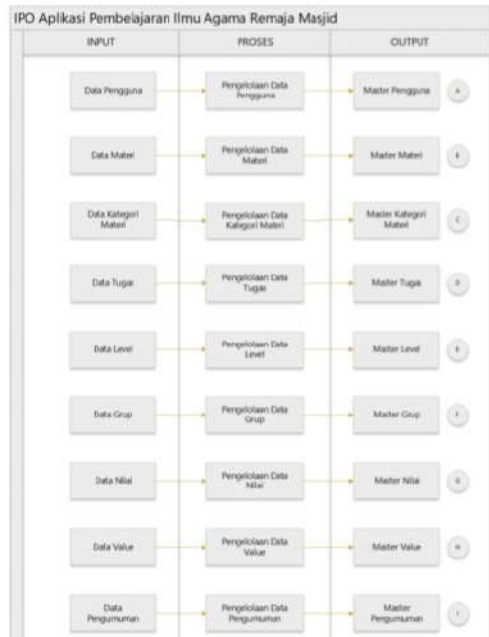 IPO Aplikasi Pembelajaran Ilmu Agama Remaja Masjid
INPUT
PROSES
OUTPUT
Data Pengguna
Pengelolaan Data
Pengguna
Master Pengguna
A
Data Materi
Pengelolaan Data
Materi
Master Materi
B
Data Kategori
Materi
Pengelolaan Data
Kategori Materi
Master Kategori
Materi
C
Data Tugas
Pengelolaan Data
Tugas
Master Tugas
D
Data Level
Pengelolaan Data
Level
Master Level
E
Data Grup
Pengelolaan Data
Grup
Master Grup
F
Data Nilai
Pengelolaan Data
Nilai
Master Nilai
G
Data Value
Pengelolaan Data
Value
Master Value
H
Data
Pengumuman
Pengelolaan Data
Pengumuman
Master
Pengumuman
I